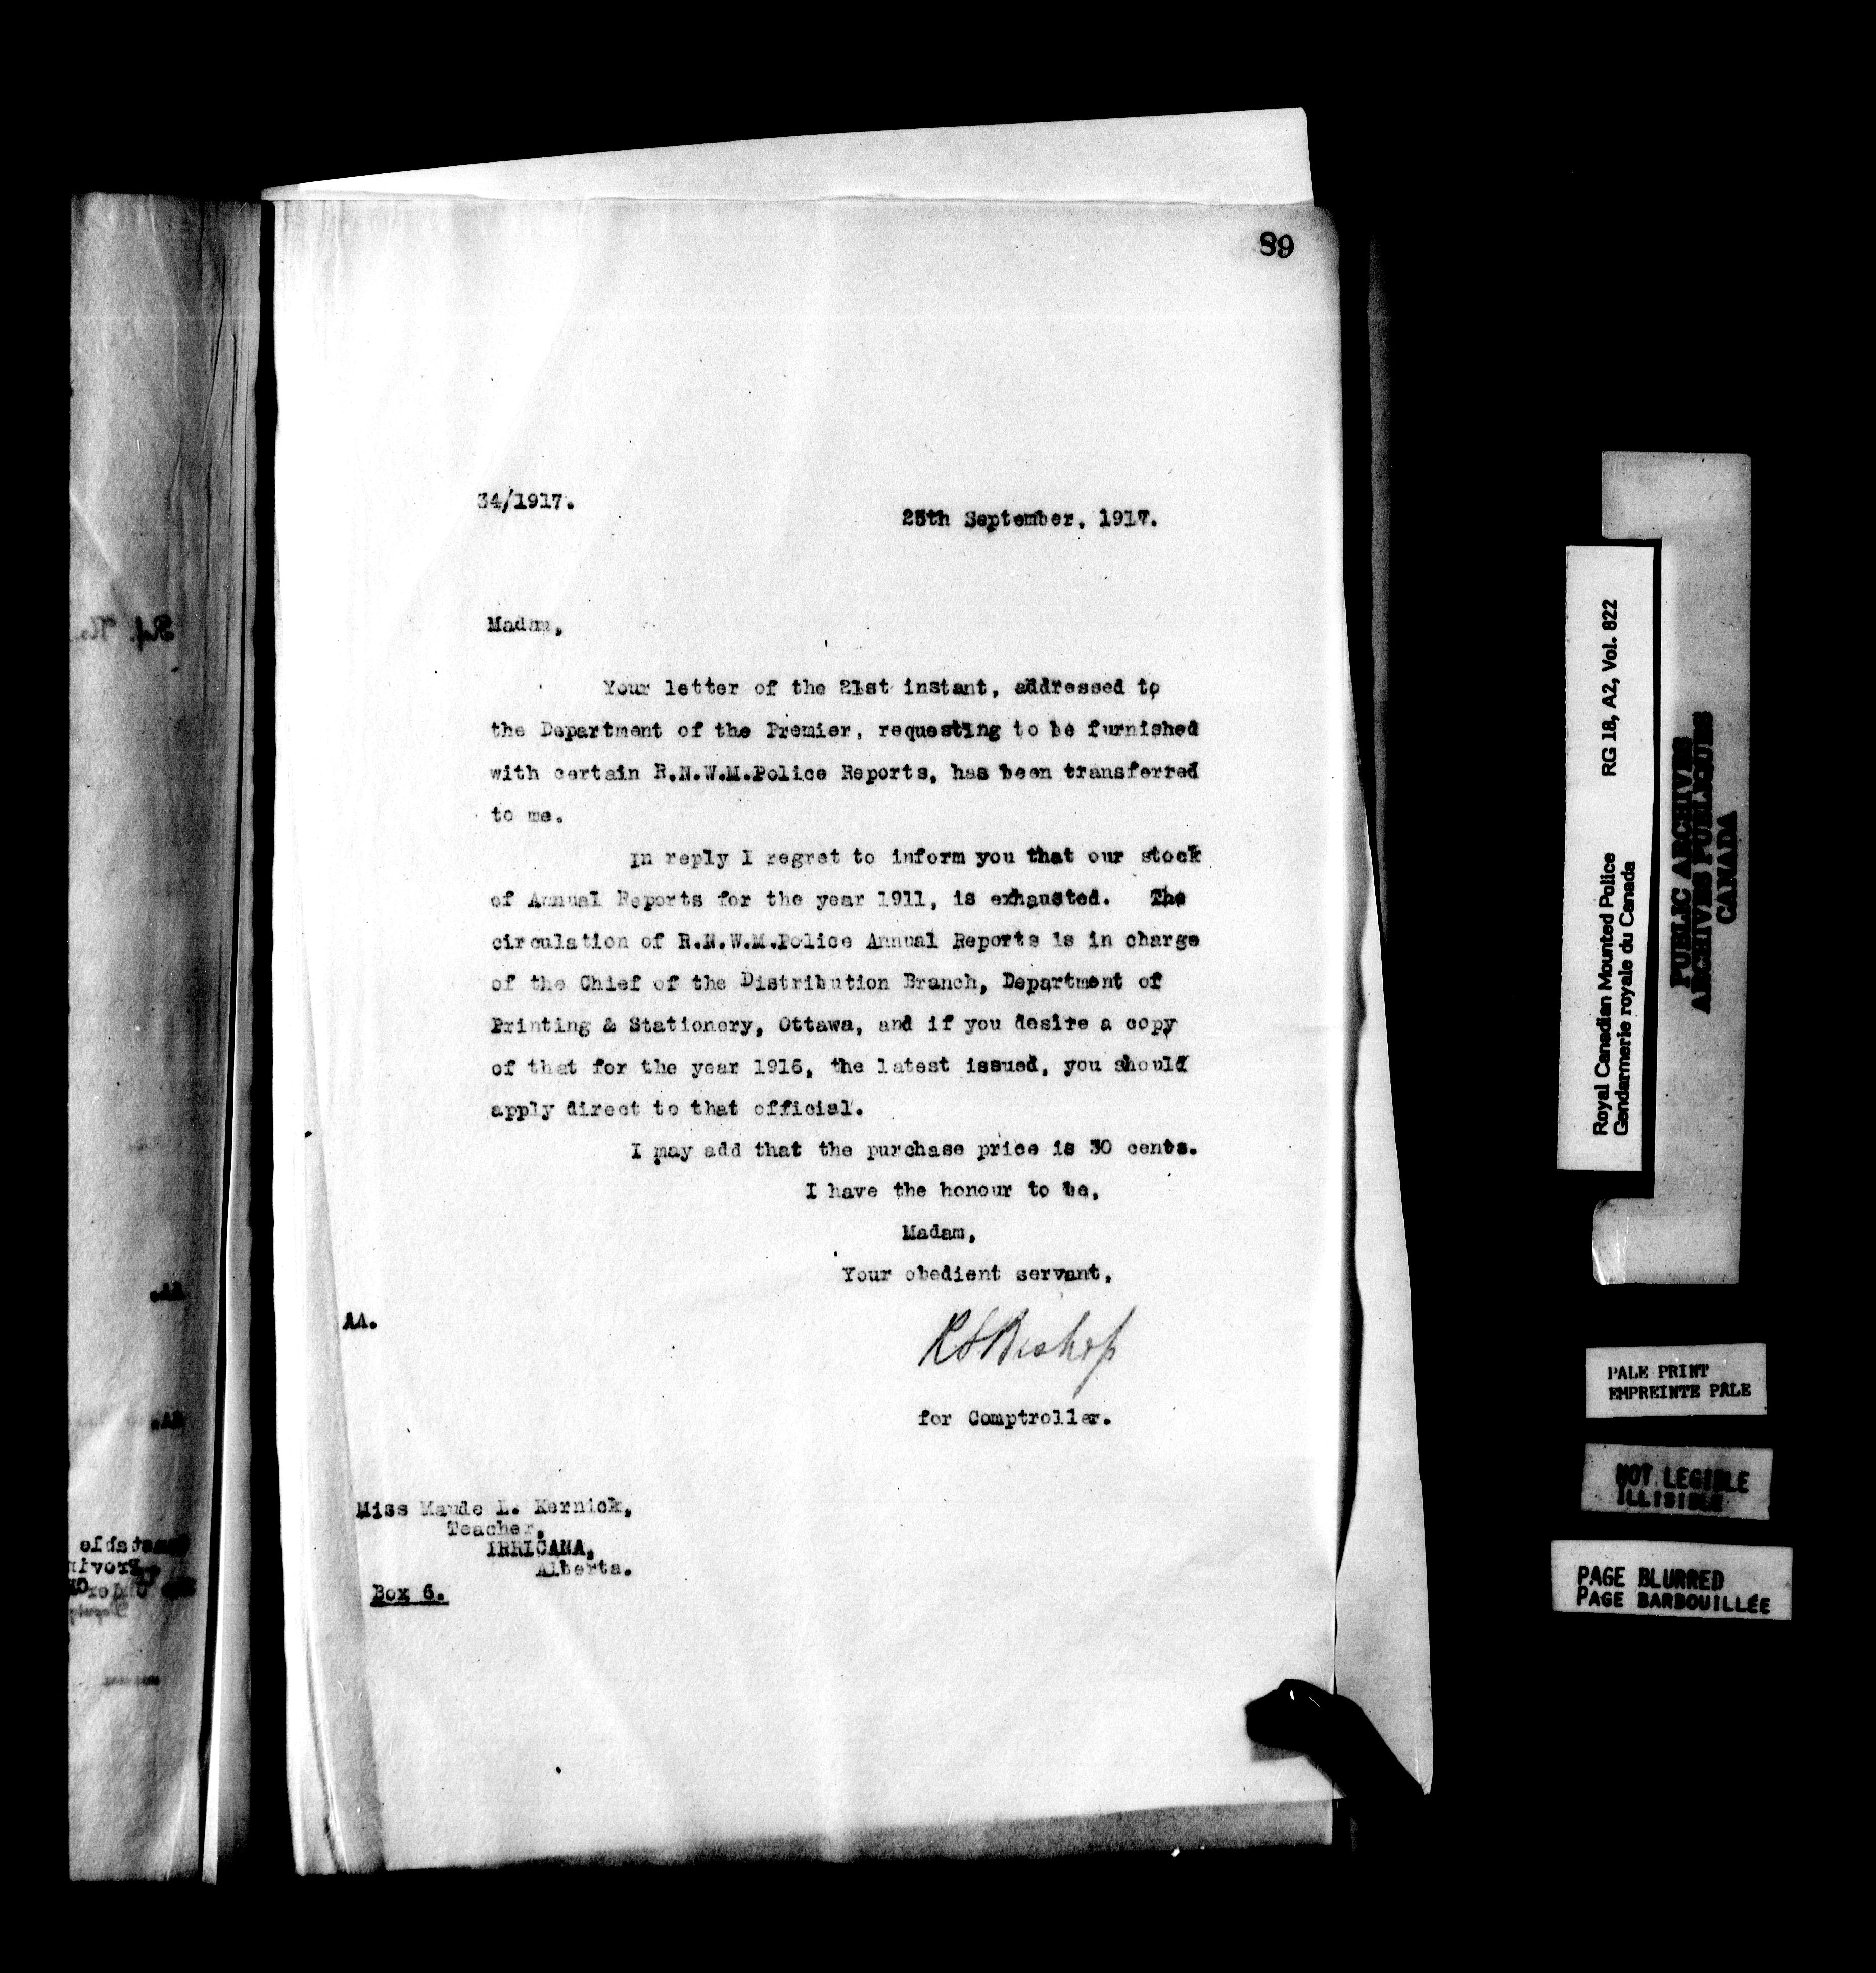 89
34/1917.
25th September, 1917.
Madam,
Your letter of the 21st instant, addressed to
the Department of the Premier, requesting to be furnished
with certain R.N.W.M.Police Reports, has been transferred
to me.
In reply I regret to inform you that our stock
of Annual Reports for the year 1911, is exhausted. The
circulation of R.N.W.M.Police Annual Reports is in charge
of the Chief of the Distribution Branch, Department of
Printing & Stationery, Ottawa, and if you desire a copy
of that for the year 1916, the latest issued, you should
apply direct to that official.
I may add that the purchase price is 30 cents.
I have the honour to be,
Madam,
Your obedient servant,
AA.
Bishop
for Comptroller.
Miss Maude L. Kernick,
Teacher,
IRRICANA,
Alberta.
Box 6.
Royal Canadian Mounted Police RG 18, A2, Vol. 822
Gendarmerie royale du Canada
PUBLIC ARCHIVES
ARCHIVES PUBLIQUES
CANADA
PALE PRINT
EMPREINTE PÂLE
NOT LEGIBLE
ILLISIBLE
PAGE BLURRED
PAGE BARBOUILLÉE